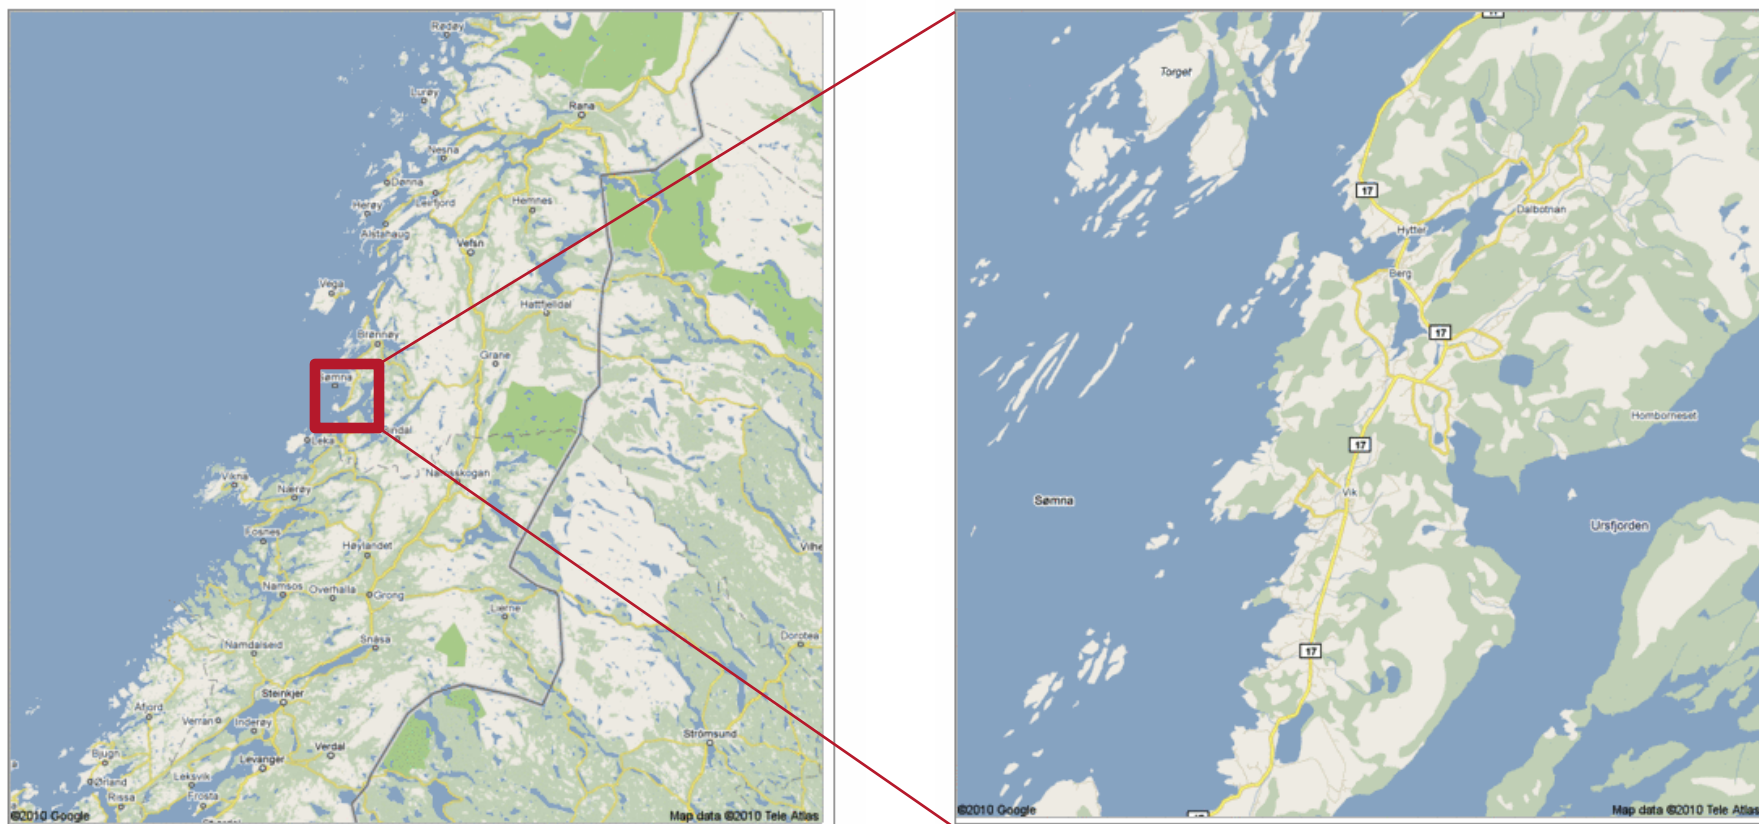 Rødøy
Lurøy
Rana
Nesna
Dønna
Leirfjord
Hemnes
Herøy
Alstahaug
Vefsn
Vega
Hattfjelldal
Brønnøy
Grane
Sømna
Leka
Vikna
Nærøy
Fosnes
Høylandet
Vilhe
Namsos
Overhalla
Grong
Lierne
Snåsa
Namdalseid
Dorotea
Steinkjer
Åfjord
Verran
Inderøy
Verdal
Strömsund
Bjugn
Levanger
Leksvik
Ørland
Rissa
Frosta
©2010 Google
Map data ©2010 Tele Atlas
Torget
17
Dalbotnan
Hytter
Berg
17
Homborneset
17
Vik
Sømna
Ursfjorden
17
©2010 Google
Map data ©2010 Tele Atlas